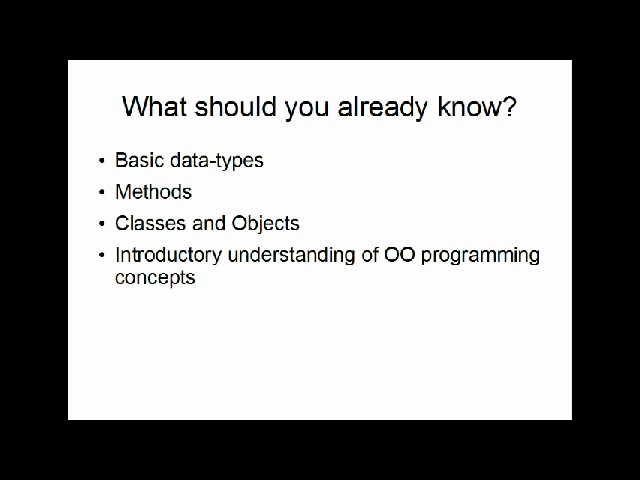 What should you already know?
• Basic data-types
• Methods
• Classes and Objects
• Introductory understanding of OO programming
concepts